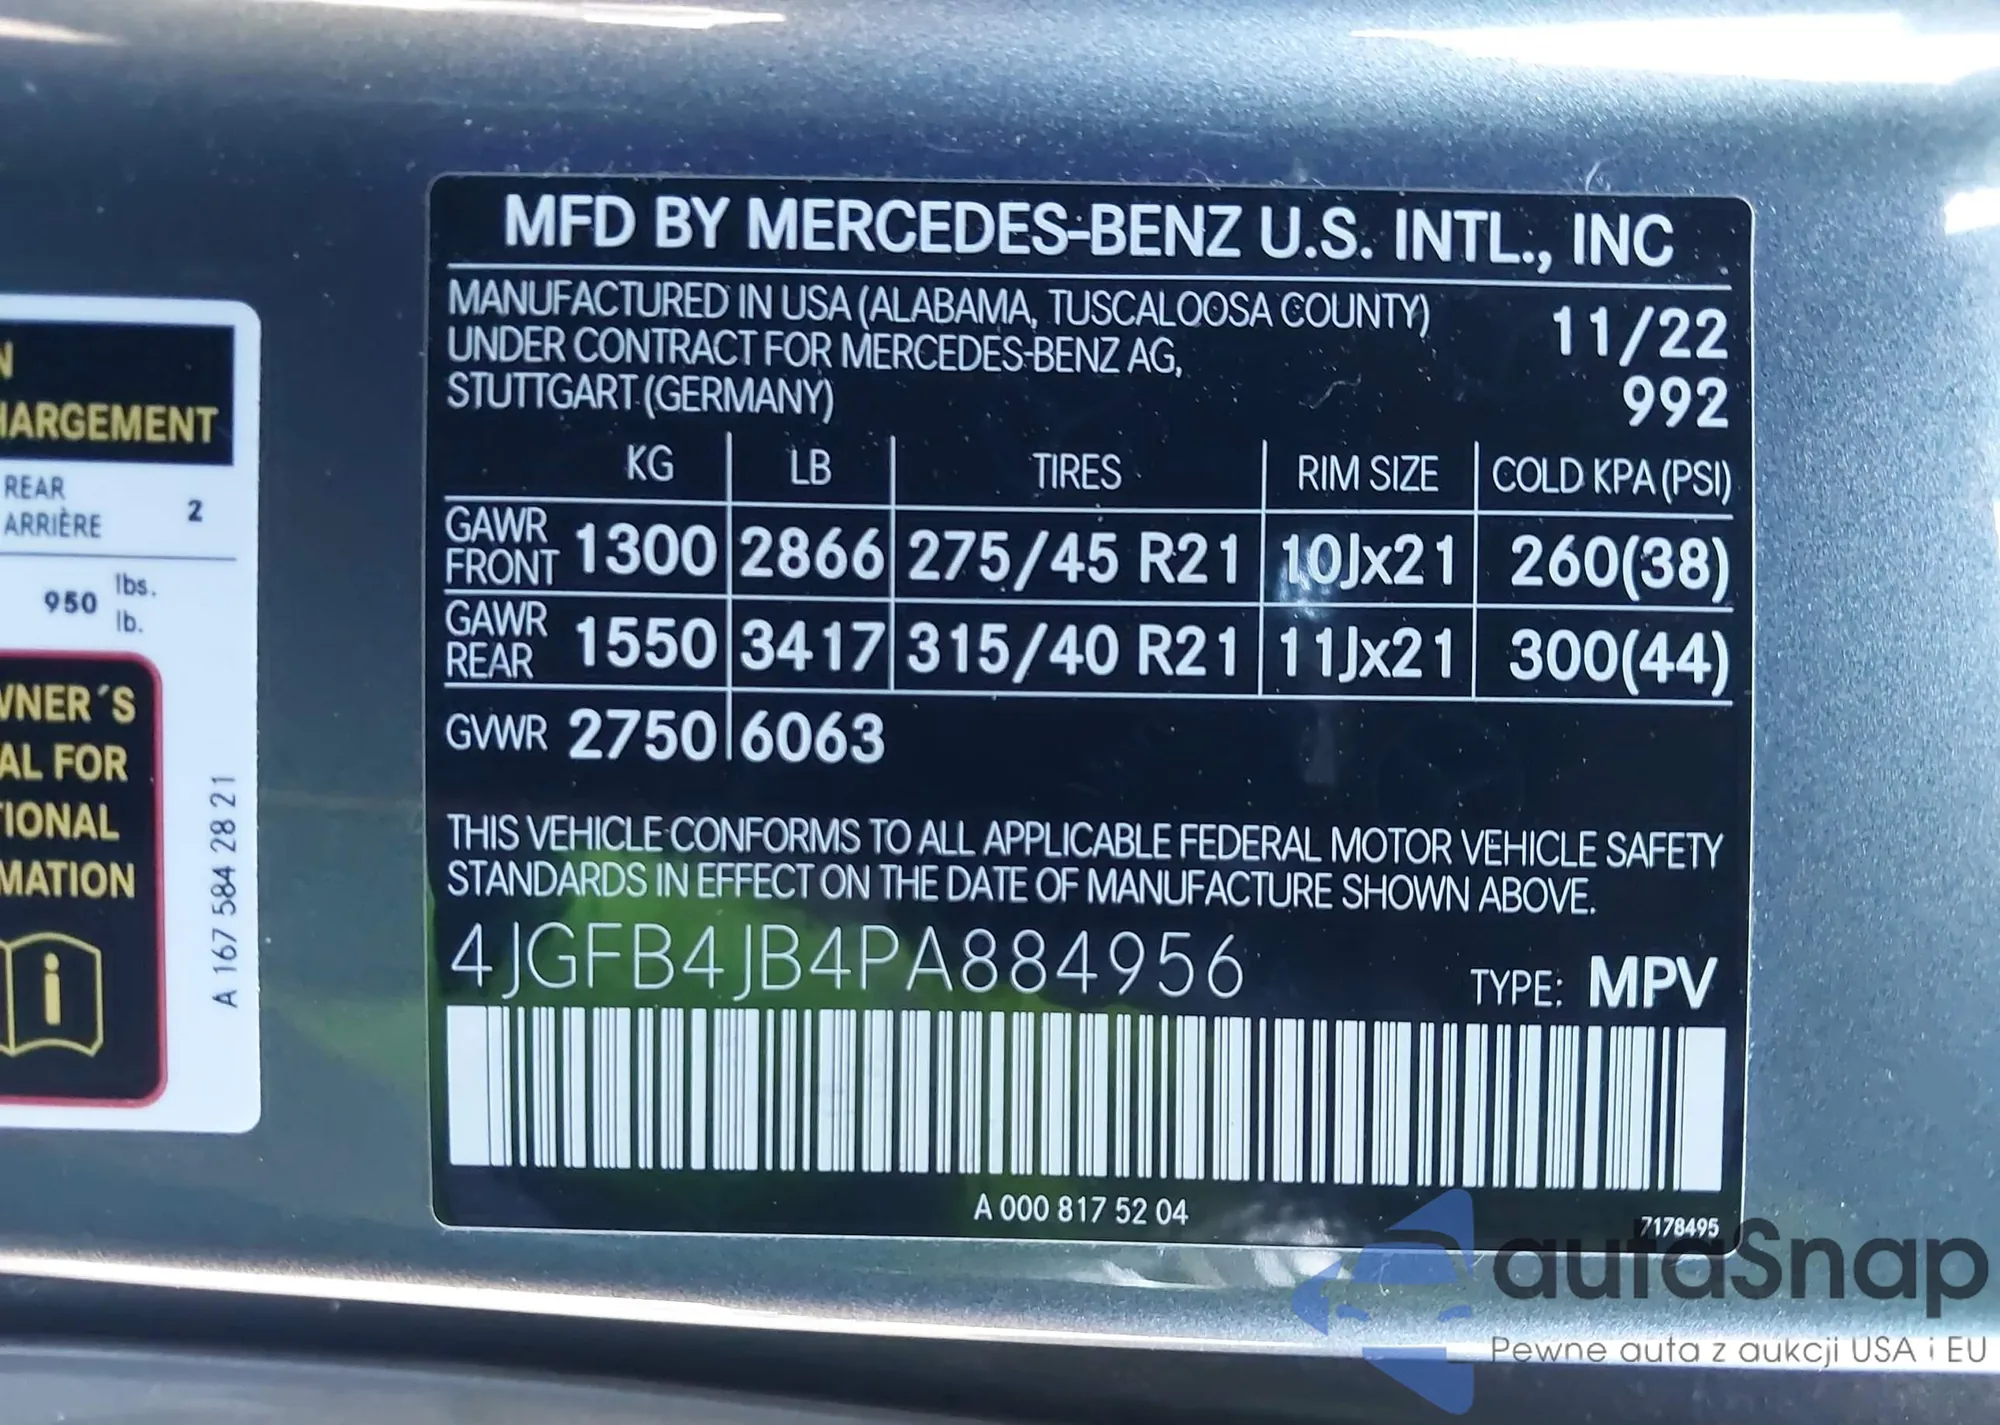 N
HARGEMENT
REAR
ARRIÈRE
2
950 lbs.
lb.
WNER´S
AL FOR
TIONAL
MATION
A 167 584 28 21
MFD BY MERCEDES-BENZ U.S. INTL., INC
MANUFACTURED IN USA (ALABAMA, TUSCALOOSA COUNTY)
UNDER CONTRACT FOR MERCEDES-BENZ AG,
STUTTGART (GERMANY)
11/22
992
KG LB TIRES RIM SIZE COLD KPA (PSI)
GAWR FRONT 1300 2866 275/45 R21 10Jx21 260(38)
GAWR REAR 1550 3417 315/40 R21 11Jx21 300(44)
GVWR 2750 6063
THIS VEHICLE CONFORMS TO ALL APPLICABLE FEDERAL MOTOR VEHICLE SAFETY
STANDARDS IN EFFECT ON THE DATE OF MANUFACTURE SHOWN ABOVE.
4JGFB4JB4PA884956
TYPE: MPV
A 000 817 52 04
7178495
autaSnap
Pewne auta z aukcji USA i EU